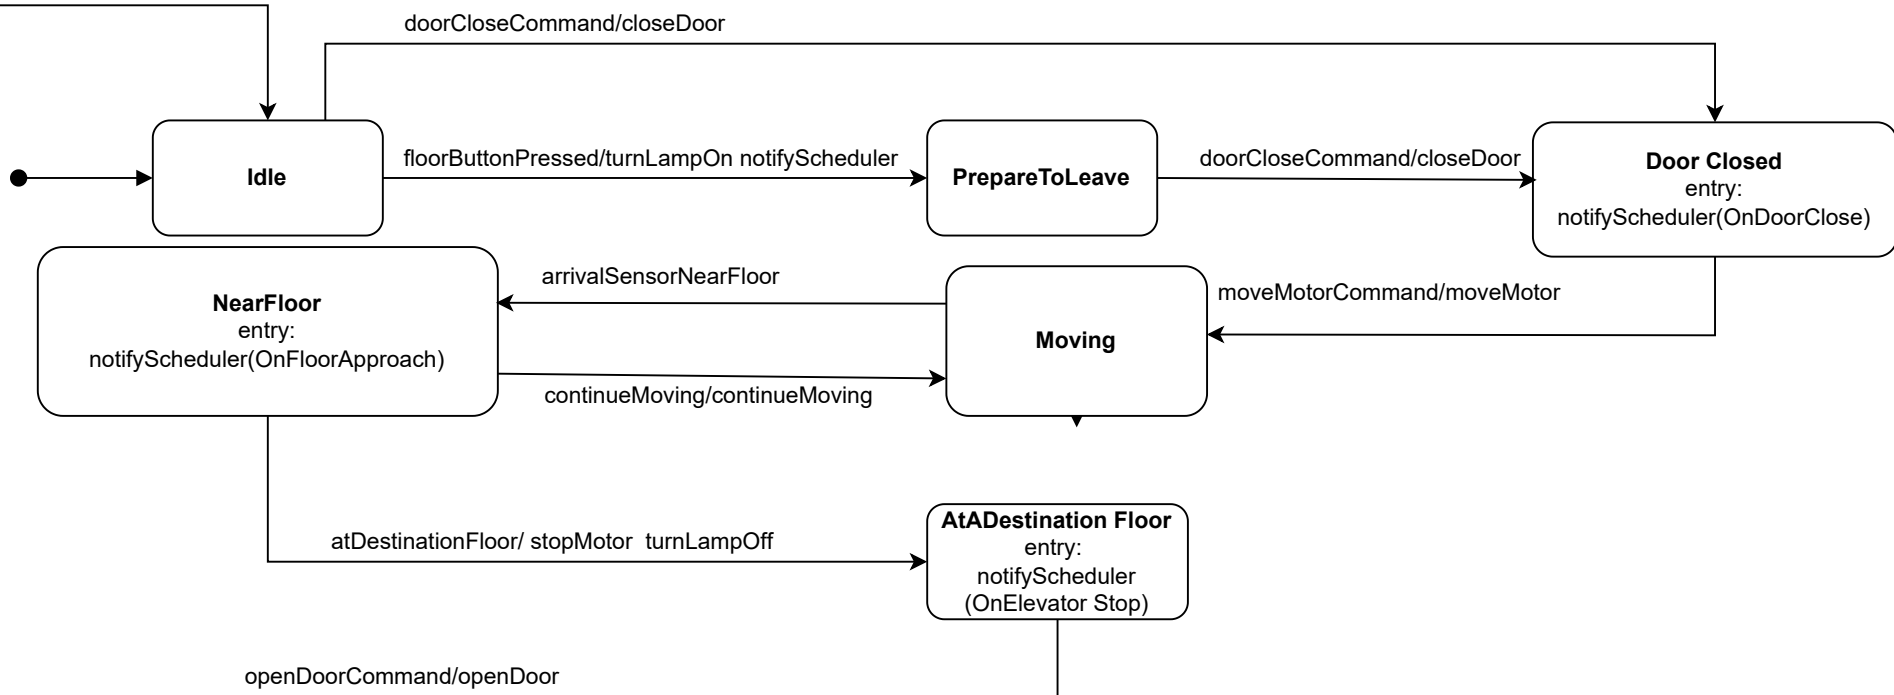 doorCloseCommand/closeDoor
Idle
floorButtonPressed/turnLampOn notifyScheduler
PrepareToLeave
doorCloseCommand/closeDoor
Door Closed
entry:
notifyScheduler(OnDoorClose)
NearFloor
entry:
notifyScheduler(OnFloorApproach)
arrivalSensorNearFloor
continueMoving/continueMoving
Moving
moveMotorCommand/moveMotor
atDestinationFloor/ stopMotor  turnLampOff
AtADestination Floor
entry:
notifyScheduler
(OnElevator Stop)
openDoorCommand/openDoor